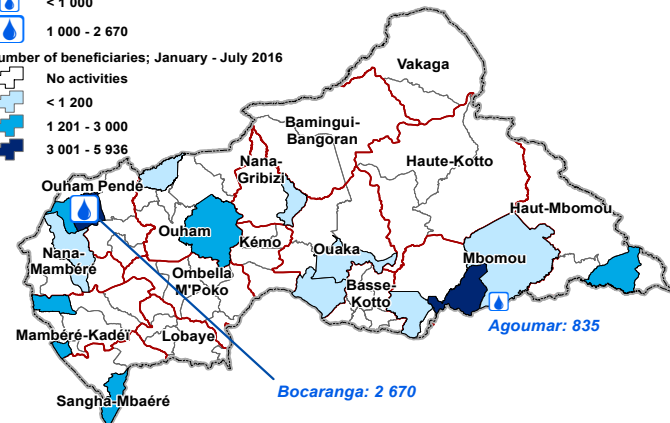 < 1 000
1 000 - 2 670
umber of beneficiaries; January - July 2016
No activities
< 1 200
1 201 - 3 000
3 001 - 5 936
Vakaga
Bamingui-
Bangoran
Nana-
Gribizi
Haute-Kotto
Ouham Pendé
Haut-Mbomou
Ouham
Kémo
Ouaka
Mbomou
Nana-
Mambéré
Ombella
M'Poko
Basse-
Kotto
Agoumar: 835
Mambéré-Kadéï
Lobaye
Bocaranga: 2 670
Sangha-Mbaéré